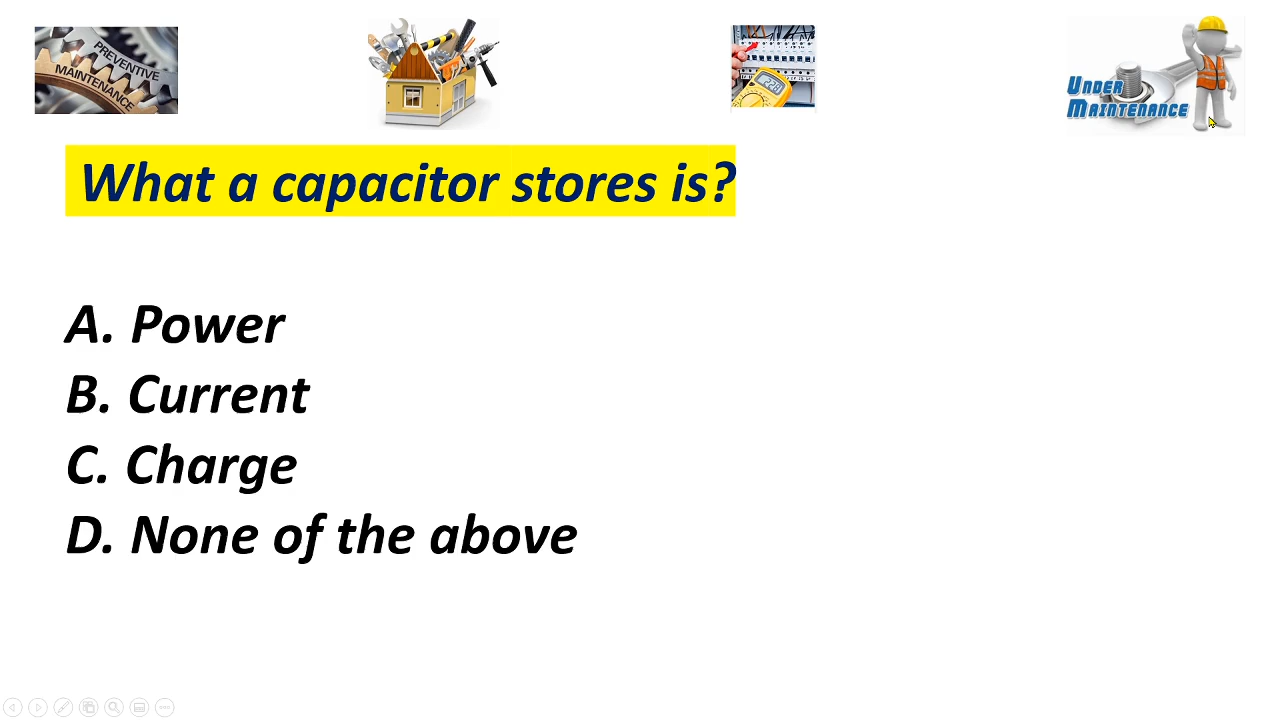 PREVENTIVE
MAINTENANCE
UNDER
MAINTENANCE
What a capacitor stores is?
A. Power
B. Current
C. Charge
D. None of the above